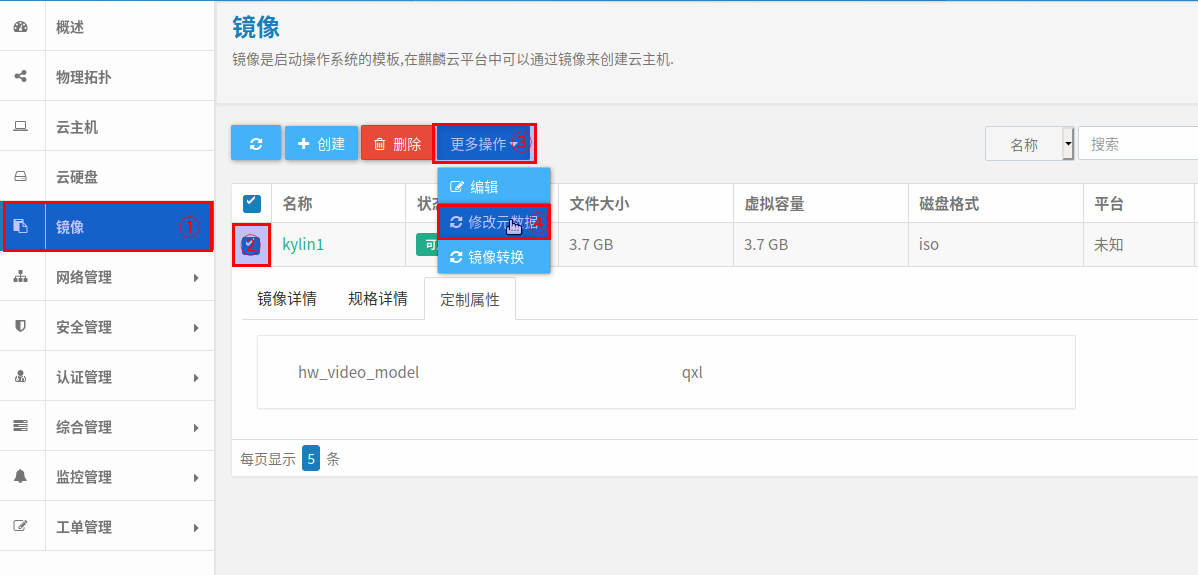 概述
物理拓扑
云主机
云硬盘
镜像 ①
网络管理
安全管理
认证管理
综合管理
监控管理
工单管理
镜像
镜像是启动操作系统的模板,在麒麟云平台中可以通过镜像来创建云主机.
创建 删除 更多操作 ③ 名称 搜索
编辑
修改元数据 4
镜像转换
名称 状态 文件大小 虚拟容量 磁盘格式 平台
② kylin1 可 3.7 GB 3.7 GB iso 未知
镜像详情 规格详情 定制属性
hw_video_model qxl
每页显示 5 条